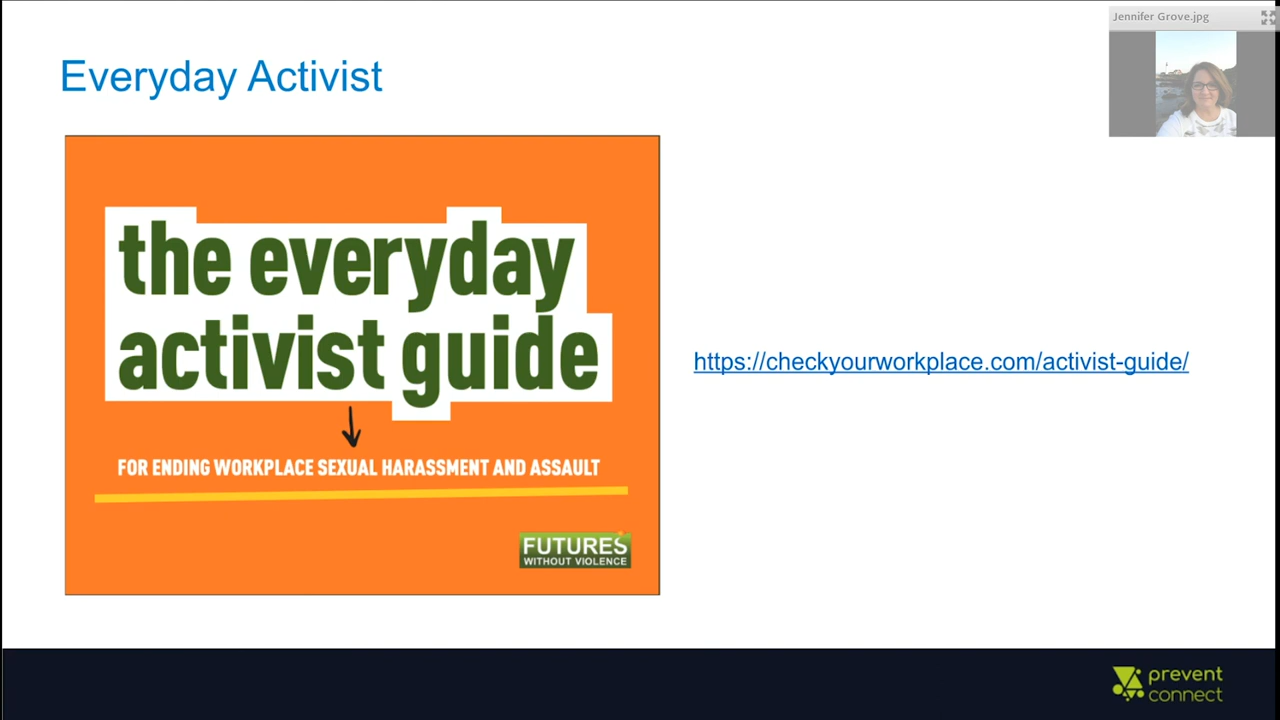 Jennifer Grove.jpg
Everyday Activist
the everyday
activist guide
FOR ENDING WORKPLACE SEXUAL HARASSMENT AND ASSAULT
FUTURES
WITHOUT VIOLENCE
https://checkyourworkplace.com/activist-guide/
prevent
connect